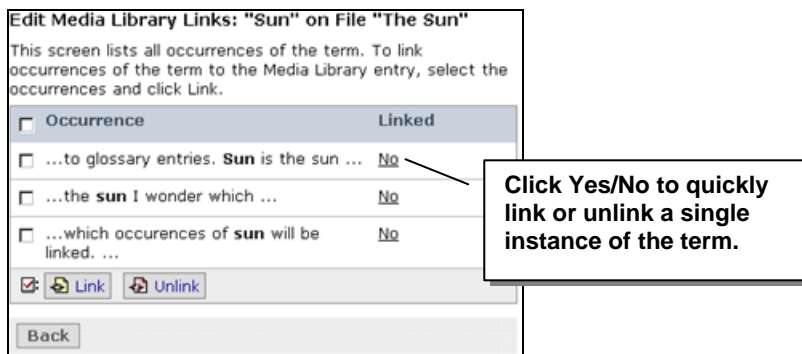 Edit Media Library Links: "Sun" on File "The Sun"
This screen lists all occurrences of the term. To link
occurrences of the term to the Media Library entry, select the
occurrences and click Link.
Occurrence Linked
...to glossary entries. Sun is the sun ... No
...the sun I wonder which ... No
...which occurences of sun will be No
linked. ...
Link Unlink
Back
Click Yes/No to quickly
link or unlink a single
instance of the term.